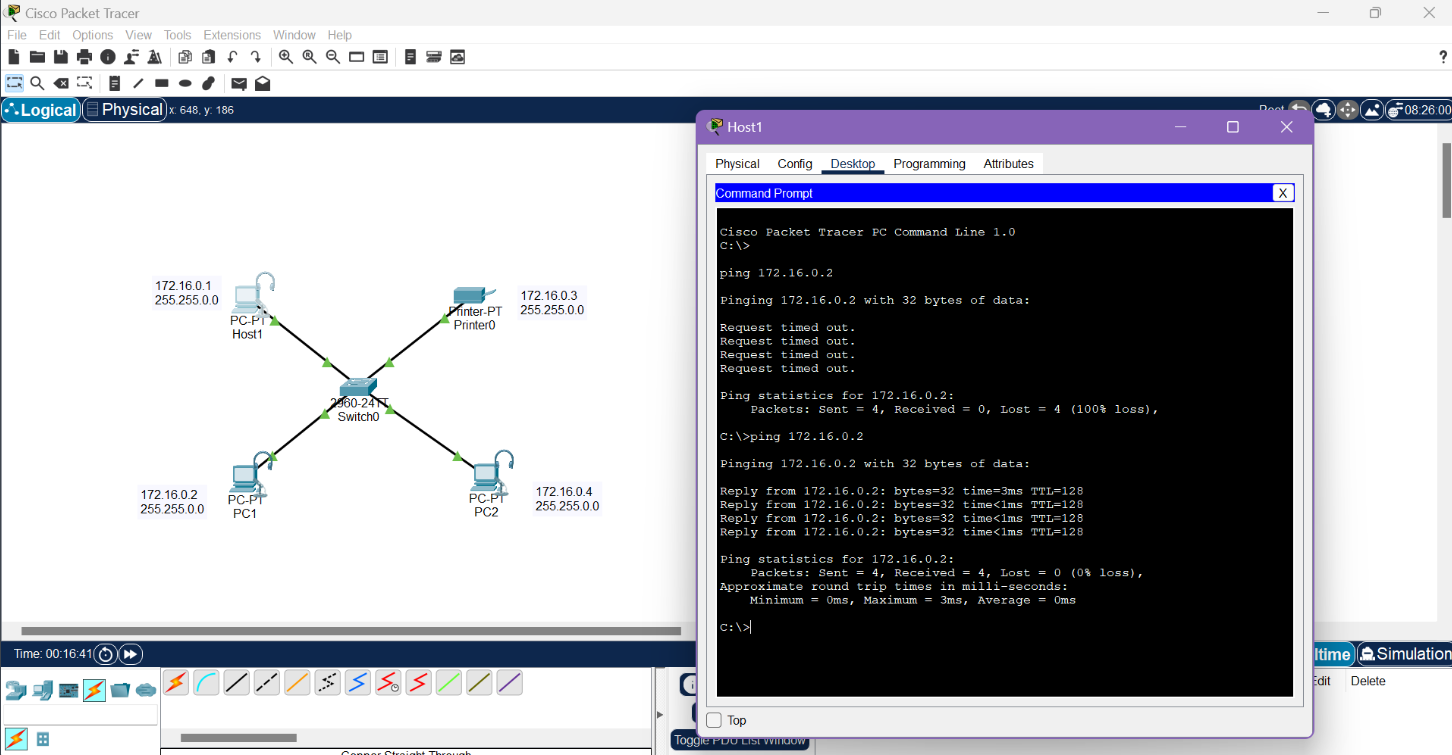 Cisco Packet Tracer
File Edit Options View Tools Extensions Window Help
?
Logical Physical x: 648, y: 186
08:26:00
172.16.0.1
255.255.0.0
PC-PT
Host1
Printer-PT
Printer0
172.16.0.3
255.255.0.0
2960-24TT
Switch0
172.16.0.2
255.255.0.0
PC-PT
PC1
PC-PT
PC2
172.16.0.4
255.255.0.0
Host1
Physical Config Desktop Programming Attributes
Command Prompt X
Cisco Packet Tracer PC Command Line 1.0
C:\>
ping 172.16.0.2
Pinging 172.16.0.2 with 32 bytes of data:
Request timed out.
Request timed out.
Request timed out.
Request timed out.
Ping statistics for 172.16.0.2:
Packets: Sent = 4, Received = 0, Lost = 4 (100% loss),
C:\>ping 172.16.0.2
Pinging 172.16.0.2 with 32 bytes of data:
Reply from 172.16.0.2: bytes=32 time=3ms TTL=128
Reply from 172.16.0.2: bytes=32 time<1ms TTL=128
Reply from 172.16.0.2: bytes=32 time<1ms TTL=128
Reply from 172.16.0.2: bytes=32 time<1ms TTL=128
Ping statistics for 172.16.0.2:
Packets: Sent = 4, Received = 4, Lost = 0 (0% loss),
Approximate round trip times in milli-seconds:
Minimum = 0ms, Maximum = 3ms, Average = 0ms
C:\>
Top
Time: 00:16:41
ltime Simulation
dit Delete
Toggle PDU List Window
Copper Straight-Through